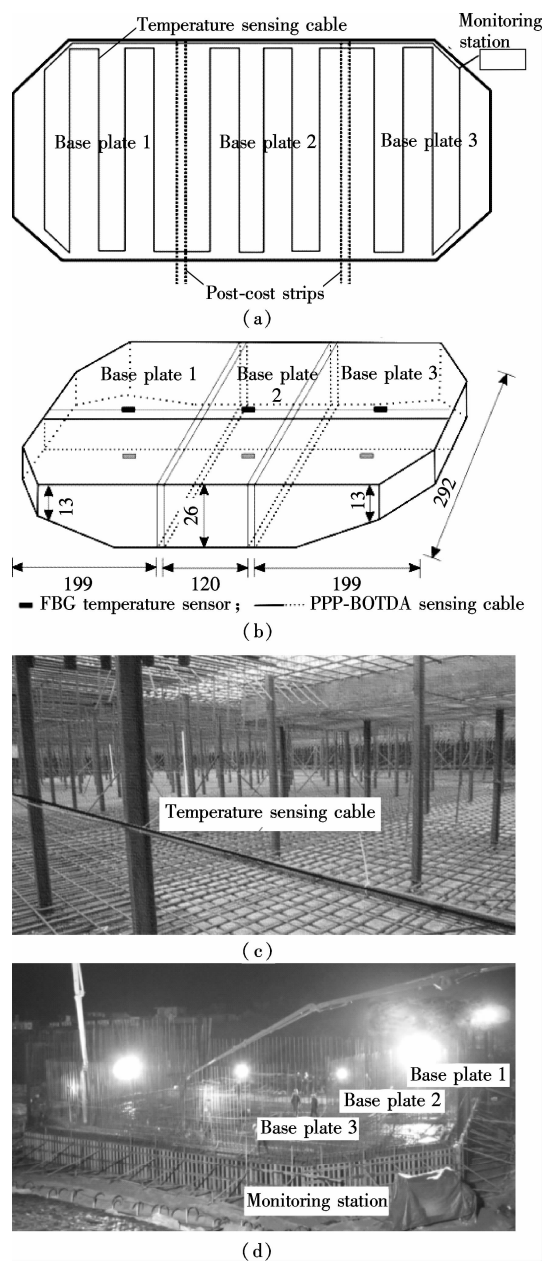 Temperature sensing cable
Monitoring
station
Base plate 1
Base plate 2
Base plate 3
Post-cost strips
(a)
Base plate 1
Base plate
2
Base plate 3
13
26
13
292
199
120
199
FBG temperature sensor; PPP-BOTDA sensing cable
(b)
Temperature sensing cable
(c)
Base plate 1
Base plate 2
Base plate 3
Monitoring station
(d)